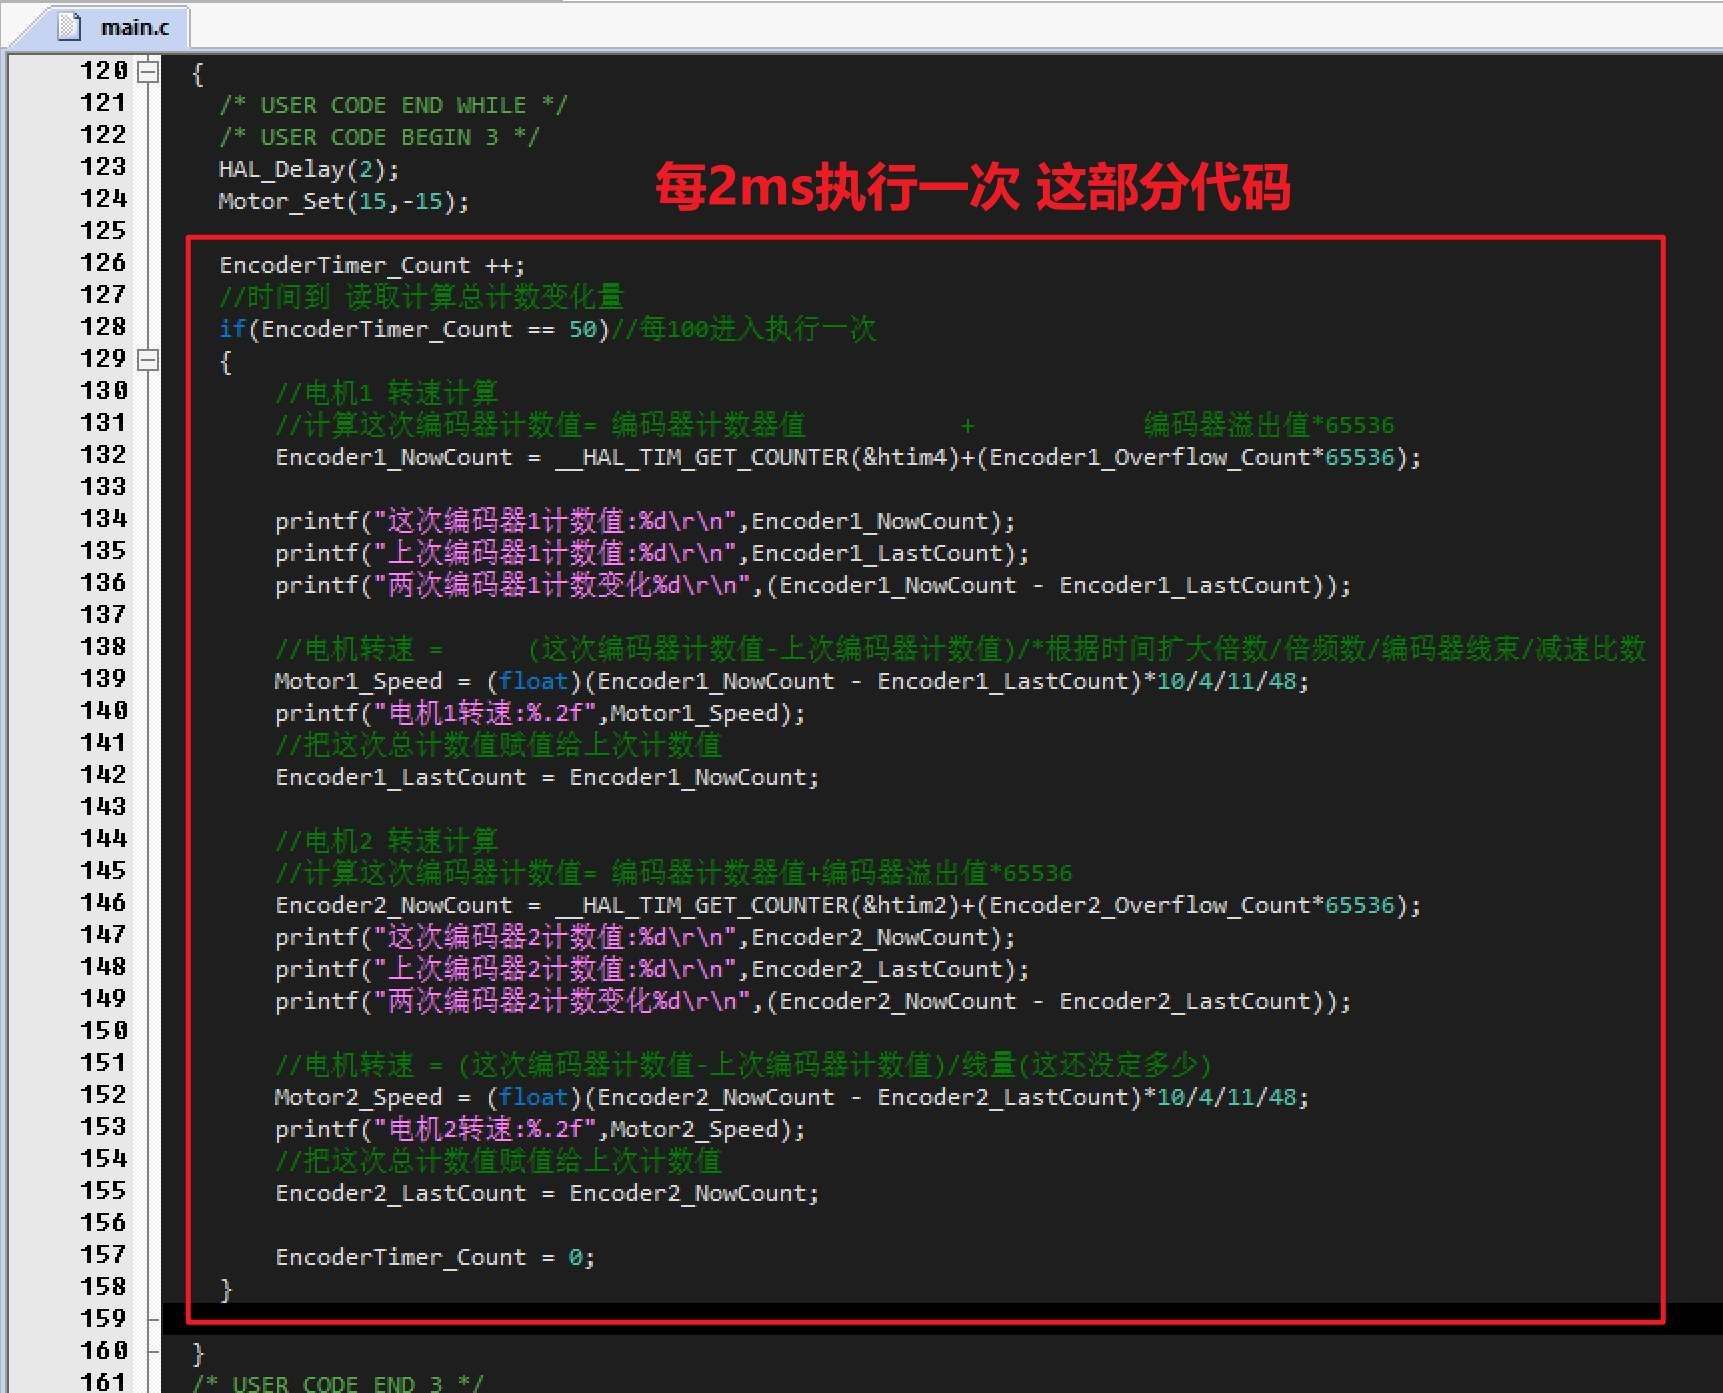 main.c
120 {
121 /* USER CODE END WHILE */
122 /* USER CODE BEGIN 3 */
123 HAL_Delay(2);
每2ms执行一次 这部分代码
124 Motor_Set(15,-15);
125
126 EncoderTimer_Count ++;
127 //时间到 读取计算总计数变化量
128 if(EncoderTimer_Count == 50)//每100进入执行一次
129 {
130 //电机1 转速计算
131 //计算这次编码器计数值= 编码器计数器值 + 编码器溢出值*65536
132 Encoder1_NowCount = __HAL_TIM_GET_COUNTER(&htim4)+(Encoder1_Overflow_Count*65536);
133
134 printf("这次编码器1计数值:%d\r\n",Encoder1_NowCount);
135 printf("上次编码器1计数值:%d\r\n",Encoder1_LastCount);
136 printf("两次编码器1计数变化%d\r\n",(Encoder1_NowCount - Encoder1_LastCount));
137
138 //电机转速 = (这次编码器计数值-上次编码器计数值)/*根据时间扩大倍数/倍频数/编码器线束/减速比数
139 Motor1_Speed = (float)(Encoder1_NowCount - Encoder1_LastCount)*10/4/11/48;
140 printf("电机1转速:%.2f",Motor1_Speed);
141 //把这次总计数值赋值给上次计数值
142 Encoder1_LastCount = Encoder1_NowCount;
143
144 //电机2 转速计算
145 //计算这次编码器计数值= 编码器计数器值+编码器溢出值*65536
146 Encoder2_NowCount = __HAL_TIM_GET_COUNTER(&htim2)+(Encoder2_Overflow_Count*65536);
147 printf("这次编码器2计数值:%d\r\n",Encoder2_NowCount);
148 printf("上次编码器2计数值:%d\r\n",Encoder2_LastCount);
149 printf("两次编码器2计数变化%d\r\n",(Encoder2_NowCount - Encoder2_LastCount));
150
151 //电机转速 = (这次编码器计数值-上次编码器计数值)/线量(这还没定多少)
152 Motor2_Speed = (float)(Encoder2_NowCount - Encoder2_LastCount)*10/4/11/48;
153 printf("电机2转速:%.2f",Motor2_Speed);
154 //把这次总计数值赋值给上次计数值
155 Encoder2_LastCount = Encoder2_NowCount;
156
157 EncoderTimer_Count = 0;
158 }
159
160 }
161 /* USER CODE END 3 */